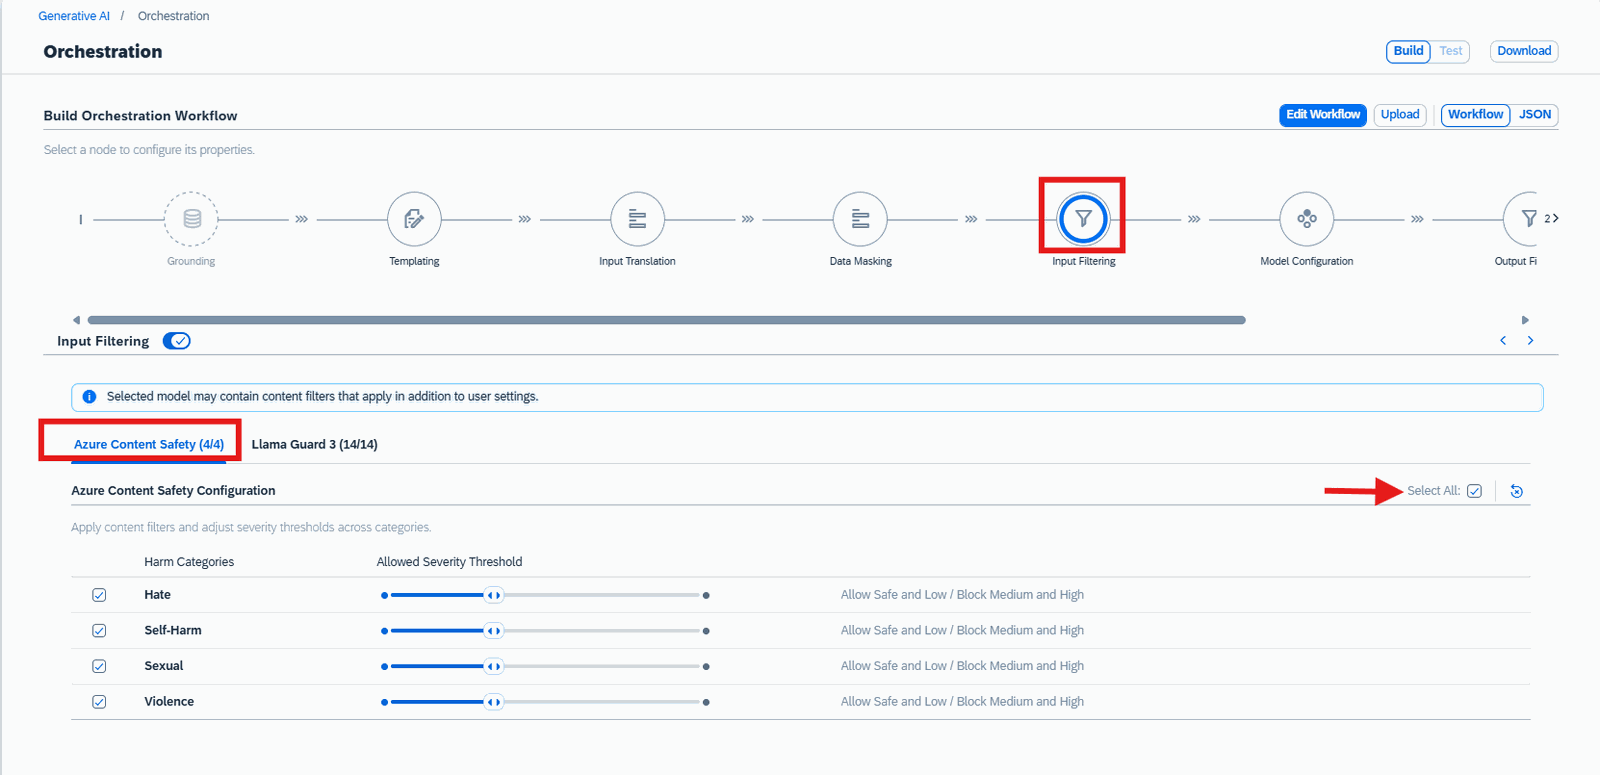 Generative AI / Orchestration
Orchestration
Build Test Download
Build Orchestration Workflow
Edit Workflow Upload Workflow JSON
Select a node to configure its properties.
2
Grounding Templating Input Translation Data Masking Input Filtering Model Configuration Output Fi
Input Filtering
Selected model may contain content filters that apply in addition to user settings.
Azure Content Safety (4/4) Llama Guard 3 (14/14)
Azure Content Safety Configuration
Select All:
Apply content filters and adjust severity thresholds across categories.
Harm Categories Allowed Severity Threshold
Hate Allow Safe and Low / Block Medium and High
Self-Harm Allow Safe and Low / Block Medium and High
Sexual Allow Safe and Low / Block Medium and High
Violence Allow Safe and Low / Block Medium and High